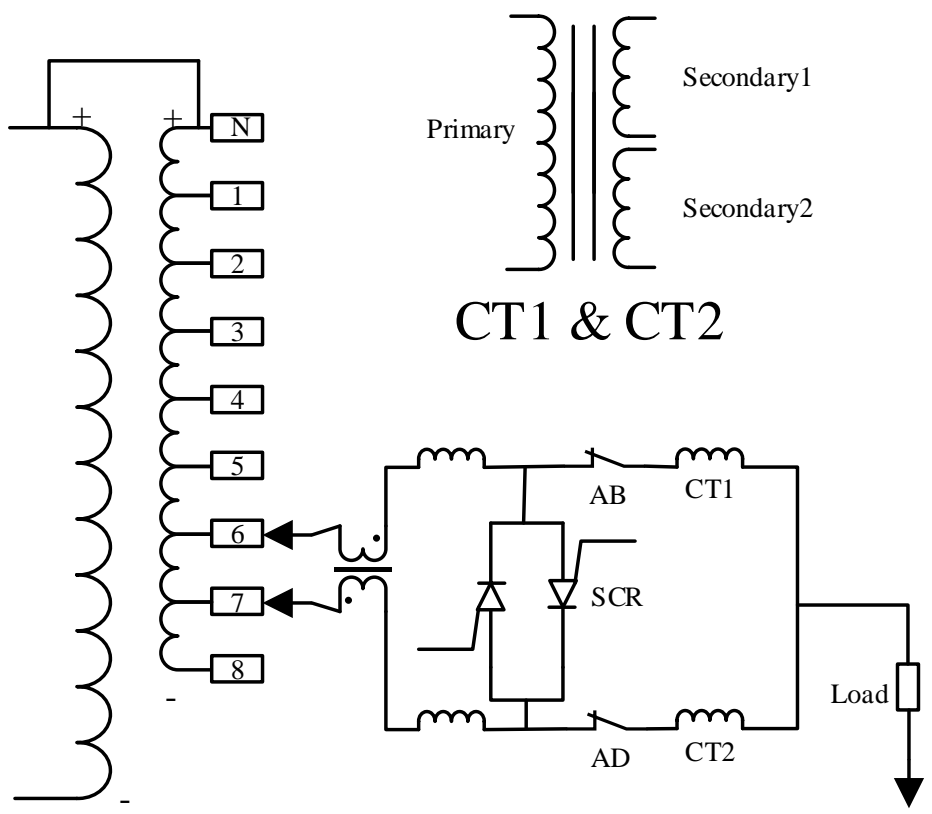 +
+
N
1
2
3
4
5
6
7
8
-
-
Primary
Secondary1
Secondary2
CT1 & CT2
AB
CT1
SCR
AD
CT2
Load